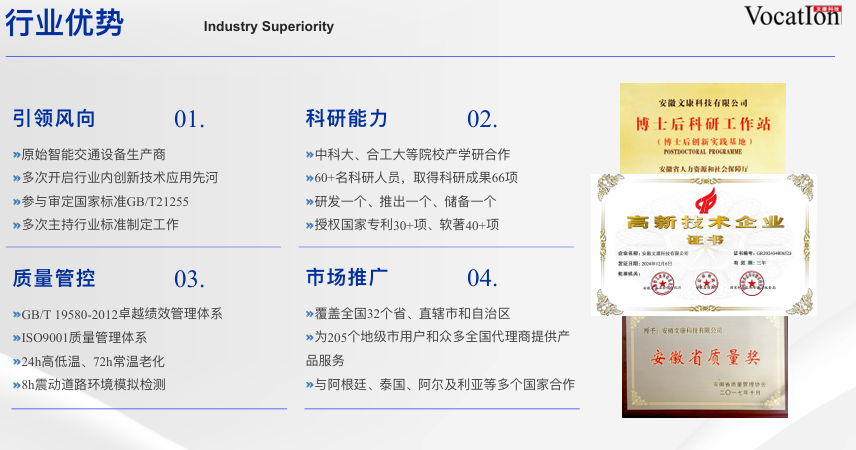 行业优势
Industry Superiority
文康科技
VocatIon
引领风向
01.
»原始智能交通设备生产商
»多次开启行业内创新技术应用先河
»参与审定国家标准GB/T21255
»多次主持行业标准制定工作
科研能力
02.
»中科大、合工大等院校产学研合作
»60+名科研人员，取得科研成果66项
»研发一个、推出一个、储备一个
»授权国家专利30+项、软著40+项
质量管控
03.
»GB/T 19580-2012卓越绩效管理体系
»ISO9001质量管理体系
»24h高低温、72h常温老化
»8h震动道路环境模拟检测
市场推广
04.
»覆盖全国32个省、直辖市和自治区
»为205个地级市用户和众多全国代理商提供产
品服务
»与阿根廷、泰国、阿尔及利亚等多个国家合作
安徽文康科技有限公司
博士后科研工作站
（博士后创新实践基地）
POSTDOCTORAL PROGRAMME
安徽省人力资源和社会保障厅
高新技术企业
证书
企业名称：安徽文康科技有限公司
发证日期：2024年12月6日
批准机关：
有效期：三年
授予：安徽文康科技有限公司
安徽省质量奖
安徽省质量管理协会
二〇一七年十月